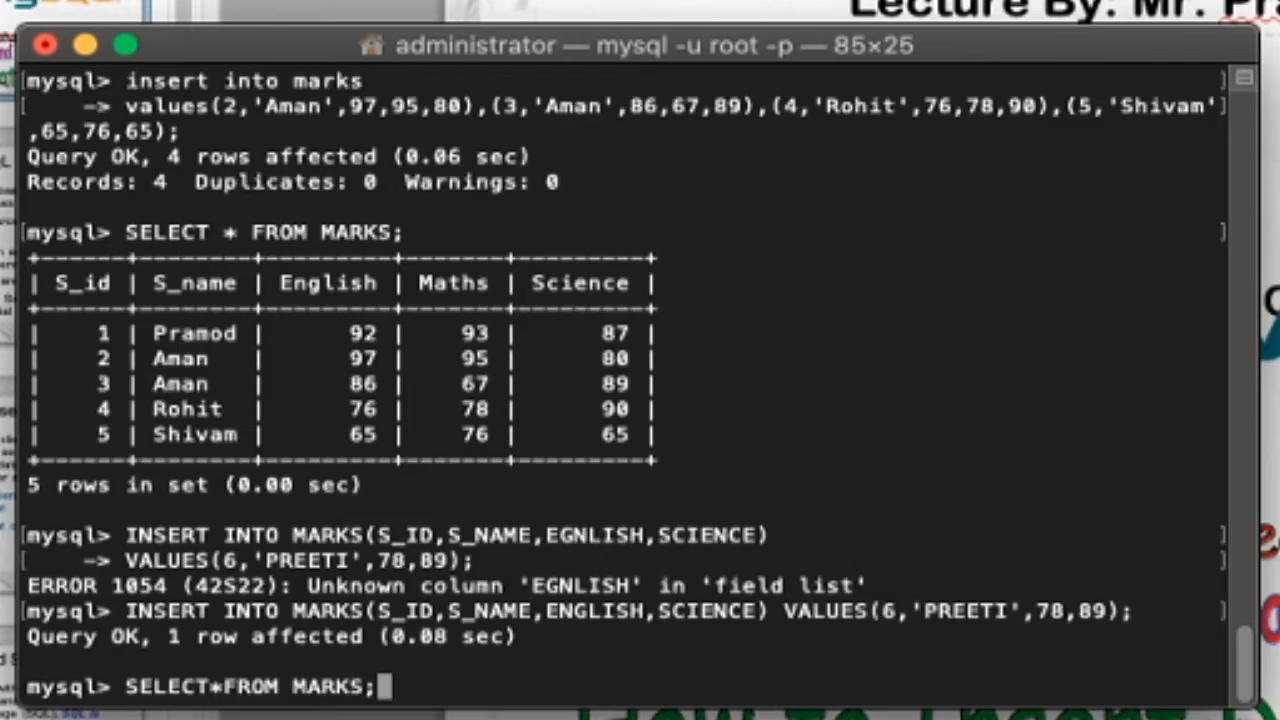 Lecture By: Mr. Pra
administrator — mysql -u root -p — 85×25
mysql> insert into marks
-> values(2,'Aman',97,95,80),(3,'Aman',86,67,89),(4,'Rohit',76,78,90),(5,'Shivam'
,65,76,65);
Query OK, 4 rows affected (0.06 sec)
Records: 4  Duplicates: 0  Warnings: 0
mysql> SELECT * FROM MARKS;
+------+--------+----------+-------+---------+
| S_id | S_name | English | Maths | Science |
+------+--------+----------+-------+---------+
| 1 | Pramod | 92 | 93 | 87 |
| 2 | Aman | 97 | 95 | 80 |
| 3 | Aman | 86 | 67 | 89 |
| 4 | Rohit | 76 | 78 | 90 |
| 5 | Shivam | 65 | 76 | 65 |
+------+--------+----------+-------+---------+
5 rows in set (0.00 sec)
mysql> INSERT INTO MARKS(S_ID,S_NAME,EGNLISH,SCIENCE)
-> VALUES(6,'PREETI',78,89);
ERROR 1054 (42S22): Unknown column 'EGNLISH' in 'field list'
mysql> INSERT INTO MARKS(S_ID,S_NAME,ENGLISH,SCIENCE) VALUES(6,'PREETI',78,89);
Query OK, 1 row affected (0.08 sec)
mysql> SELECT*FROM MARKS;